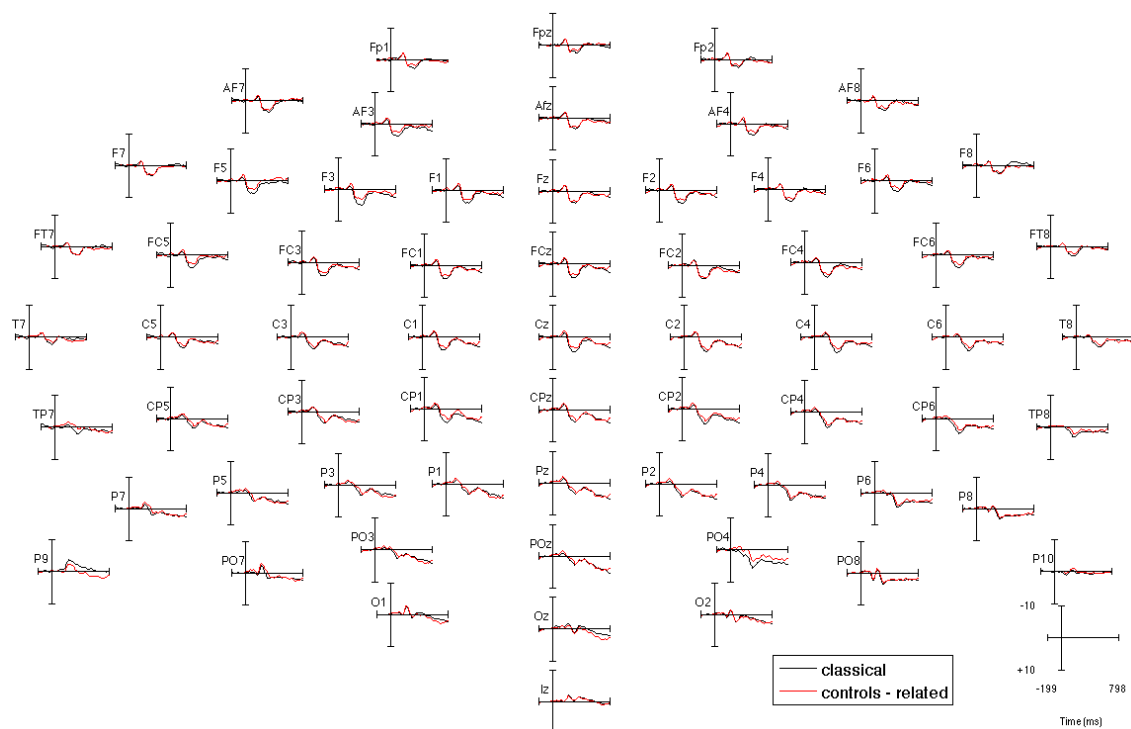 Fpz
Fp1
Fp2
AF7
AF8
AF3
Afz
AF4
F7
F5
F3
F1
Fz
F2
F4
F6
F8
FT7
FC5
FC3
FC1
FCz
FC2
FC4
FC6
FT8
T7
C5
C3
C1
Cz
C2
C4
C6
T8
TP7
CP5
CP3
CP1
CPz
CP2
CP4
CP6
TP8
P7
P5
P3
P1
Pz
P2
P4
P6
P8
P9
PO7
PO3
POz
PO4
PO8
P10
O1
Oz
O2
Iz
-10
+10
-199 798
Time (ms)
classical
controls - related